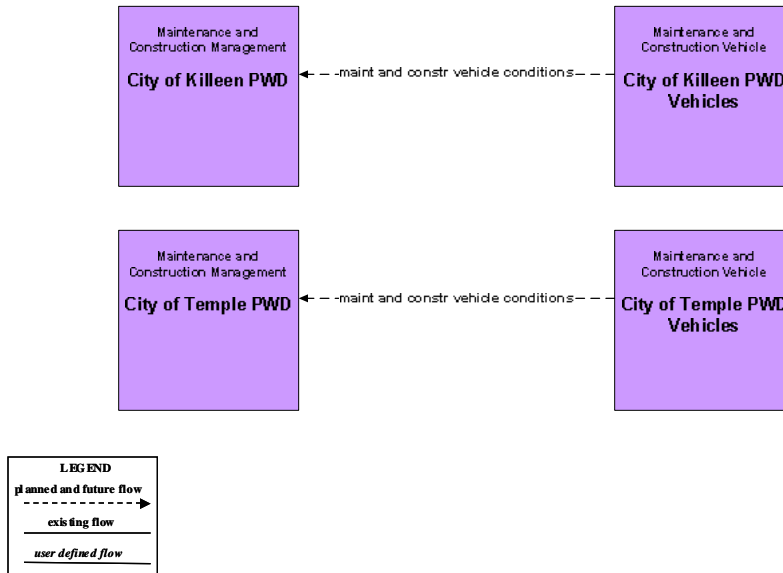 Maintenance and
Construction Management
City of Killeen PWD
maint and constr vehicle conditions
Maintenance and
Construction Vehicle
City of Killeen PWD
Vehicles
Maintenance and
Construction Management
City of Temple PWD
maint and constr vehicle conditions
Maintenance and
Construction Vehicle
City of Temple PWD
Vehicles
LEGEND
planned and future flow
existing flow
user defined flow